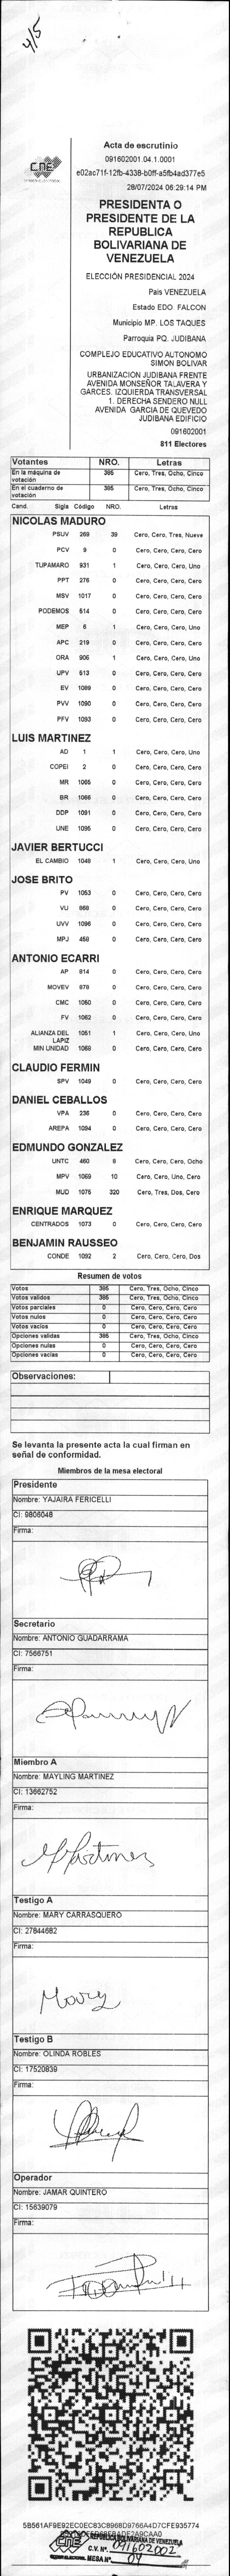 4/5
CNE
Acta de escrutinio
091602001.04.1.0001
e02ac71f-12fb-4338-b0ff-a5fb4ad377e5
28/07/2024 06:29:14 PM
PRESIDENTA O
PRESIDENTE DE LA
REPUBLICA
BOLIVARIANA DE
VENEZUELA
ELECCIÓN PRESIDENCIAL 2024
País VENEZUELA
Estado EDO. FALCON
Municipio MP. LOS TAQUES
Parroquia PQ. JUDIBANA
COMPLEJO EDUCATIVO AUTONOMO
SIMON BOLIVAR
URBANIZACION JUDIBANA FRENTE
AVENIDA MONSEÑOR TALAVERA Y
GARCES. IZQUIERDA TRANSVERSAL
1. DERECHA SENDERO NULL
AVENIDA GARCIA DE QUEVEDO
JUDIBANA EDIFICIO
091602001
811 Electores
Votantes NRO. Letras
En la máquina de votación 385 Cero, Tres, Ocho, Cinco
En el cuaderno de votación 385 Cero, Tres, Ocho, Cinco
Cand. Sigla Código NRO. Letras
NICOLAS MADURO
PSUV 269 39 Cero, Cero, Tres, Nueve
PCV 9 0 Cero, Cero, Cero, Cero
TUPAMARO 931 1 Cero, Cero, Cero, Uno
PPT 276 0 Cero, Cero, Cero, Cero
MSV 1017 0 Cero, Cero, Cero, Cero
PODEMOS 514 0 Cero, Cero, Cero, Cero
MEP 6 1 Cero, Cero, Cero, Uno
APC 219 0 Cero, Cero, Cero, Cero
ORA 906 1 Cero, Cero, Cero, Uno
UPV 513 0 Cero, Cero, Cero, Cero
EV 1089 0 Cero, Cero, Cero, Cero
PVV 1090 0 Cero, Cero, Cero, Cero
PFV 1093 0 Cero, Cero, Cero, Cero
LUIS MARTINEZ
AD 1 1 Cero, Cero, Cero, Uno
COPEI 2 0 Cero, Cero, Cero, Cero
MR 1065 0 Cero, Cero, Cero, Cero
BR 1066 0 Cero, Cero, Cero, Cero
DDP 1091 0 Cero, Cero, Cero, Cero
UNE 1095 0 Cero, Cero, Cero, Cero
JAVIER BERTUCCI
EL CAMBIO 1048 1 Cero, Cero, Cero, Uno
JOSE BRITO
PV 1053 0 Cero, Cero, Cero, Cero
VU 868 0 Cero, Cero, Cero, Cero
UVV 1096 0 Cero, Cero, Cero, Cero
MPJ 458 0 Cero, Cero, Cero, Cero
ANTONIO ECARRI
AP 814 0 Cero, Cero, Cero, Cero
MOVEV 979 0 Cero, Cero, Cero, Cero
CMC 1050 0 Cero, Cero, Cero, Cero
FV 1062 0 Cero, Cero, Cero, Cero
ALIANZA DEL LAPIZ 1051 1 Cero, Cero, Cero, Uno
MIN UNIDAD 1069 0 Cero, Cero, Cero, Cero
CLAUDIO FERMIN
SPV 1049 0 Cero, Cero, Cero, Cero
DANIEL CEBALLOS
VPA 236 0 Cero, Cero, Cero, Cero
AREPA 1094 0 Cero, Cero, Cero, Cero
EDMUNDO GONZALEZ
UNTC 460 8 Cero, Cero, Cero, Ocho
MPV 1069 10 Cero, Cero, Uno, Cero
MUD 1076 320 Cero, Tres, Dos, Cero
ENRIQUE MARQUEZ
CENTRADOS 1073 0 Cero, Cero, Cero, Cero
BENJAMIN RAUSSEO
CONDE 1092 2 Cero, Cero, Cero, Dos
Resumen de votos
Votos 385 Cero, Tres, Ocho, Cinco
Votos validos 385 Cero, Tres, Ocho, Cinco
Votos parciales 0 Cero, Cero, Cero, Cero
Votos nulos 0 Cero, Cero, Cero, Cero
Votos vacios 0 Cero, Cero, Cero, Cero
Opciones validas 385 Cero, Tres, Ocho, Cinco
Opciones nulas 0 Cero, Cero, Cero, Cero
Opciones vacias 0 Cero, Cero, Cero, Cero
Observaciones:
Se levanta la presente acta la cual firman en
señal de conformidad.
Miembros de la mesa electoral
Presidente
Nombre: YAJAIRA FERICELLI
CI: 9806048
Firma:
Secretario
Nombre: ANTONIO GUADARRAMA
CI: 7566751
Firma:
Miembro A
Nombre: MAYLING MARTINEZ
CI: 13662752
Firma:
MMartinez
Testigo A
Nombre: MARY CARRASQUERO
CI: 27844682
Firma:
Mary
Testigo B
Nombre: OLINDA ROBLES
CI: 17520839
Firma:
Operador
Nombre: JAMAR QUINTERO
CI: 15639079
Firma:
5B561AF9E92EC0EC83C8968D9766A4D7CFE935774
CNE REPÚBLICA BOLIVARIANA DE VENEZUELA
C.V. Nº. 091602002
PODER ELECTORAL MESA Nº 04